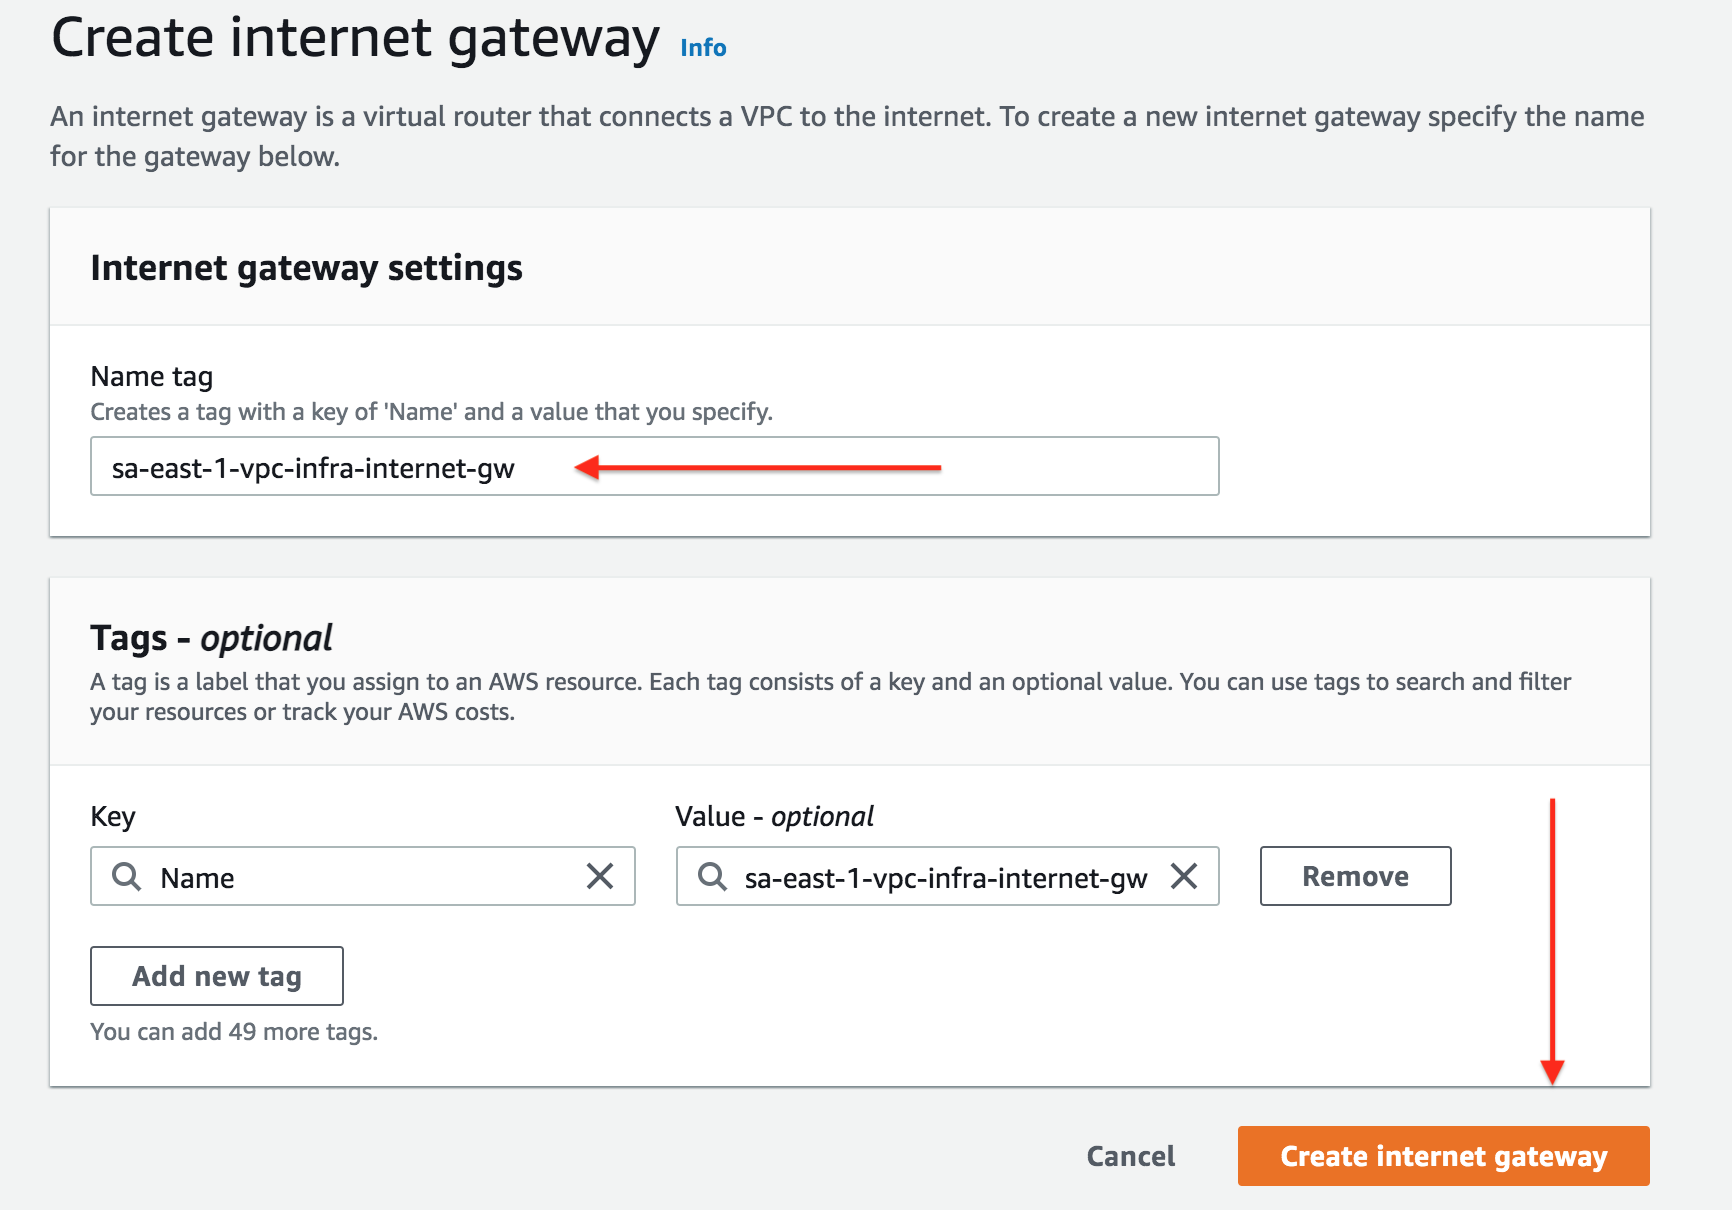 Create internet gateway Info
An internet gateway is a virtual router that connects a VPC to the internet. To create a new internet gateway specify the name
for the gateway below.
Internet gateway settings
Name tag
Creates a tag with a key of 'Name' and a value that you specify.
sa-east-1-vpc-infra-internet-gw
Tags - optional
A tag is a label that you assign to an AWS resource. Each tag consists of a key and an optional value. You can use tags to search and filter
your resources or track your AWS costs.
Key Value - optional
Name sa-east-1-vpc-infra-internet-gw Remove
Add new tag
You can add 49 more tags.
Cancel Create internet gateway